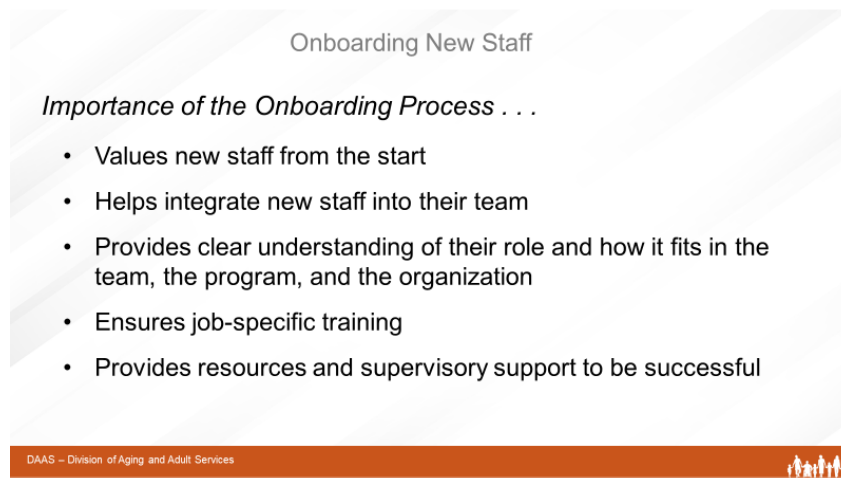 Onboarding New Staff
Importance of the Onboarding Process . . .
• Values new staff from the start
• Helps integrate new staff into their team
• Provides clear understanding of their role and how it fits in the
team, the program, and the organization
• Ensures job-specific training
• Provides resources and supervisory support to be successful
DAAS – Division of Aging and Adult Services